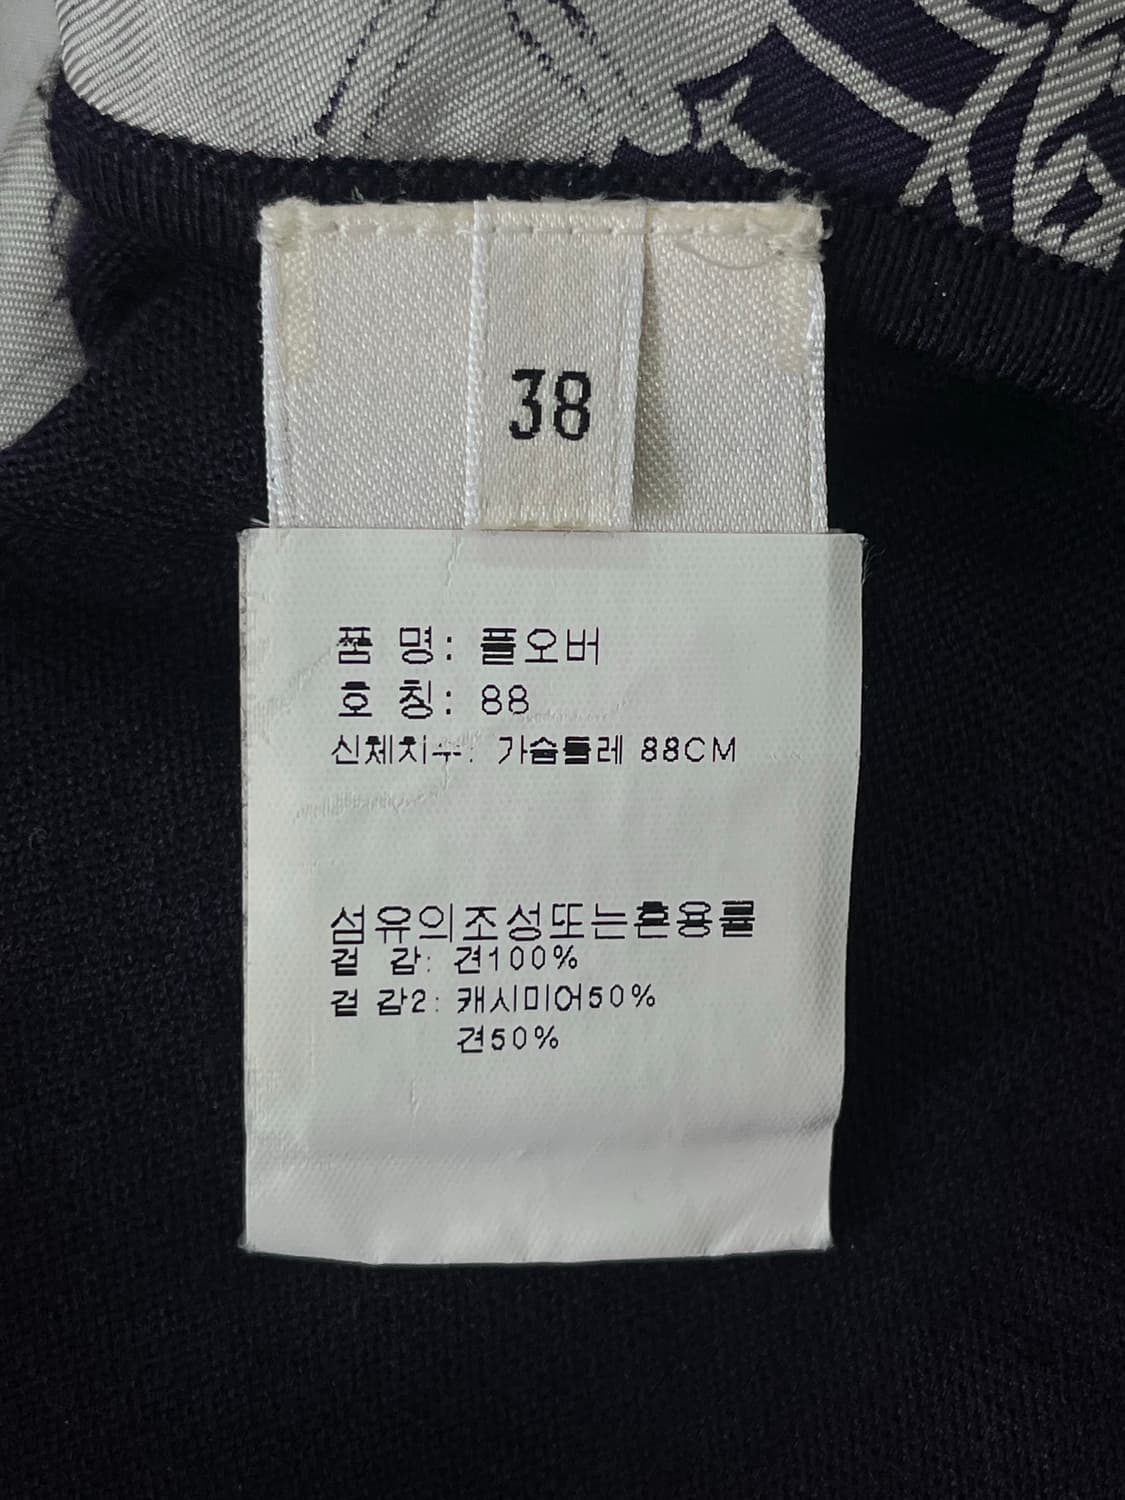 38
품 명: 플오버
호 칭: 88
신체치수: 가슴둘레 88CM
섬유의조성또는혼용률
겉 감: 견100%
겉 감2: 캐시미어50%
견50%